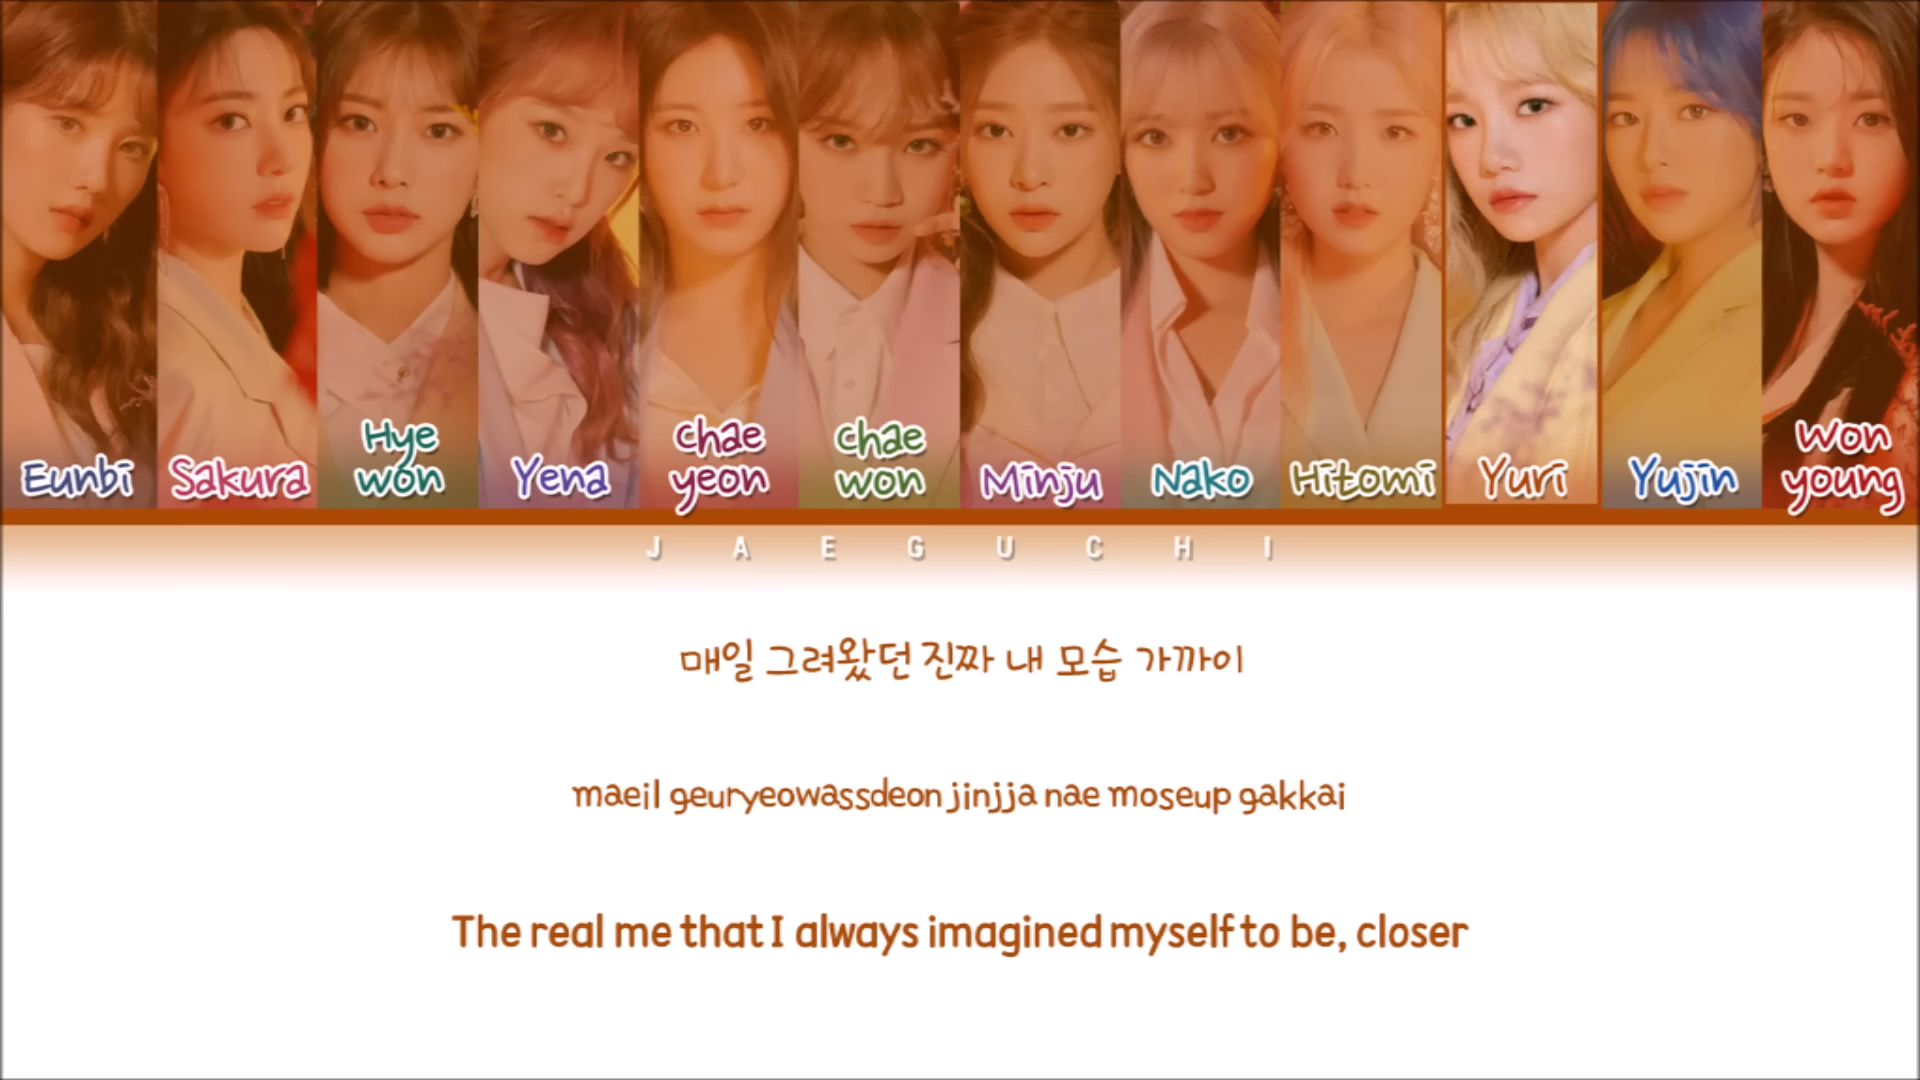 Eunbi Sakura Hye won Yena chae yeon chae won Minju Nako Hitomi Yuri Yujin Won young
J A E G U C H I
매일 그려왔던 진짜 내 모습 가까이
maeil geuryeowassdeon jinjja nae moseup gakkai
The real me that I always imagined myself to be, closer